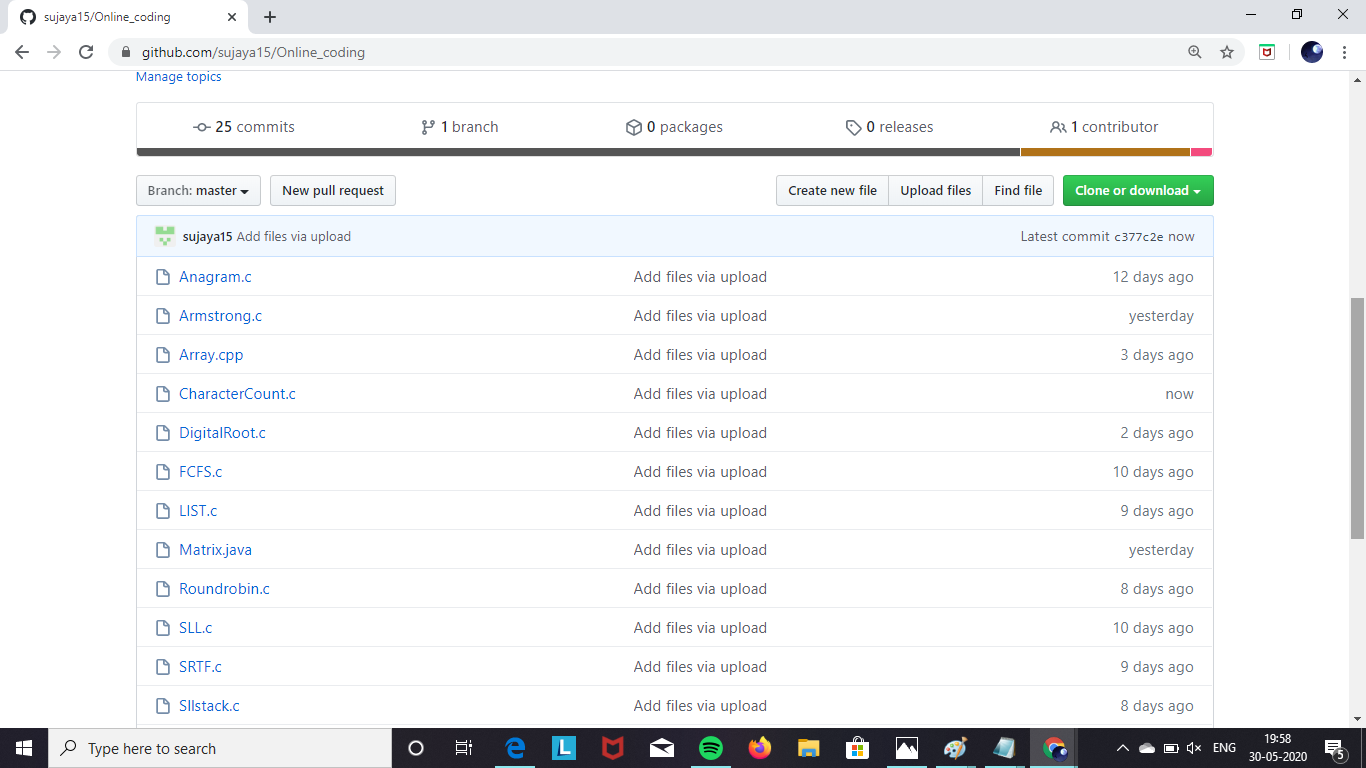 sujaya15/Online_coding
github.com/sujaya15/Online_coding
Manage topics
25 commits 1 branch 0 packages 0 releases 1 contributor
Branch: master New pull request Create new file Upload files Find file Clone or download
sujaya15 Add files via upload Latest commit c377c2e now
Anagram.c Add files via upload 12 days ago
Armstrong.c Add files via upload yesterday
Array.cpp Add files via upload 3 days ago
CharacterCount.c Add files via upload now
DigitalRoot.c Add files via upload 2 days ago
FCFS.c Add files via upload 10 days ago
LIST.c Add files via upload 9 days ago
Matrix.java Add files via upload yesterday
Roundrobin.c Add files via upload 8 days ago
SLL.c Add files via upload 10 days ago
SRTF.c Add files via upload 9 days ago
Sllstack.c Add files via upload 8 days ago
Type here to search L ENG 19:58 5
30-05-2020